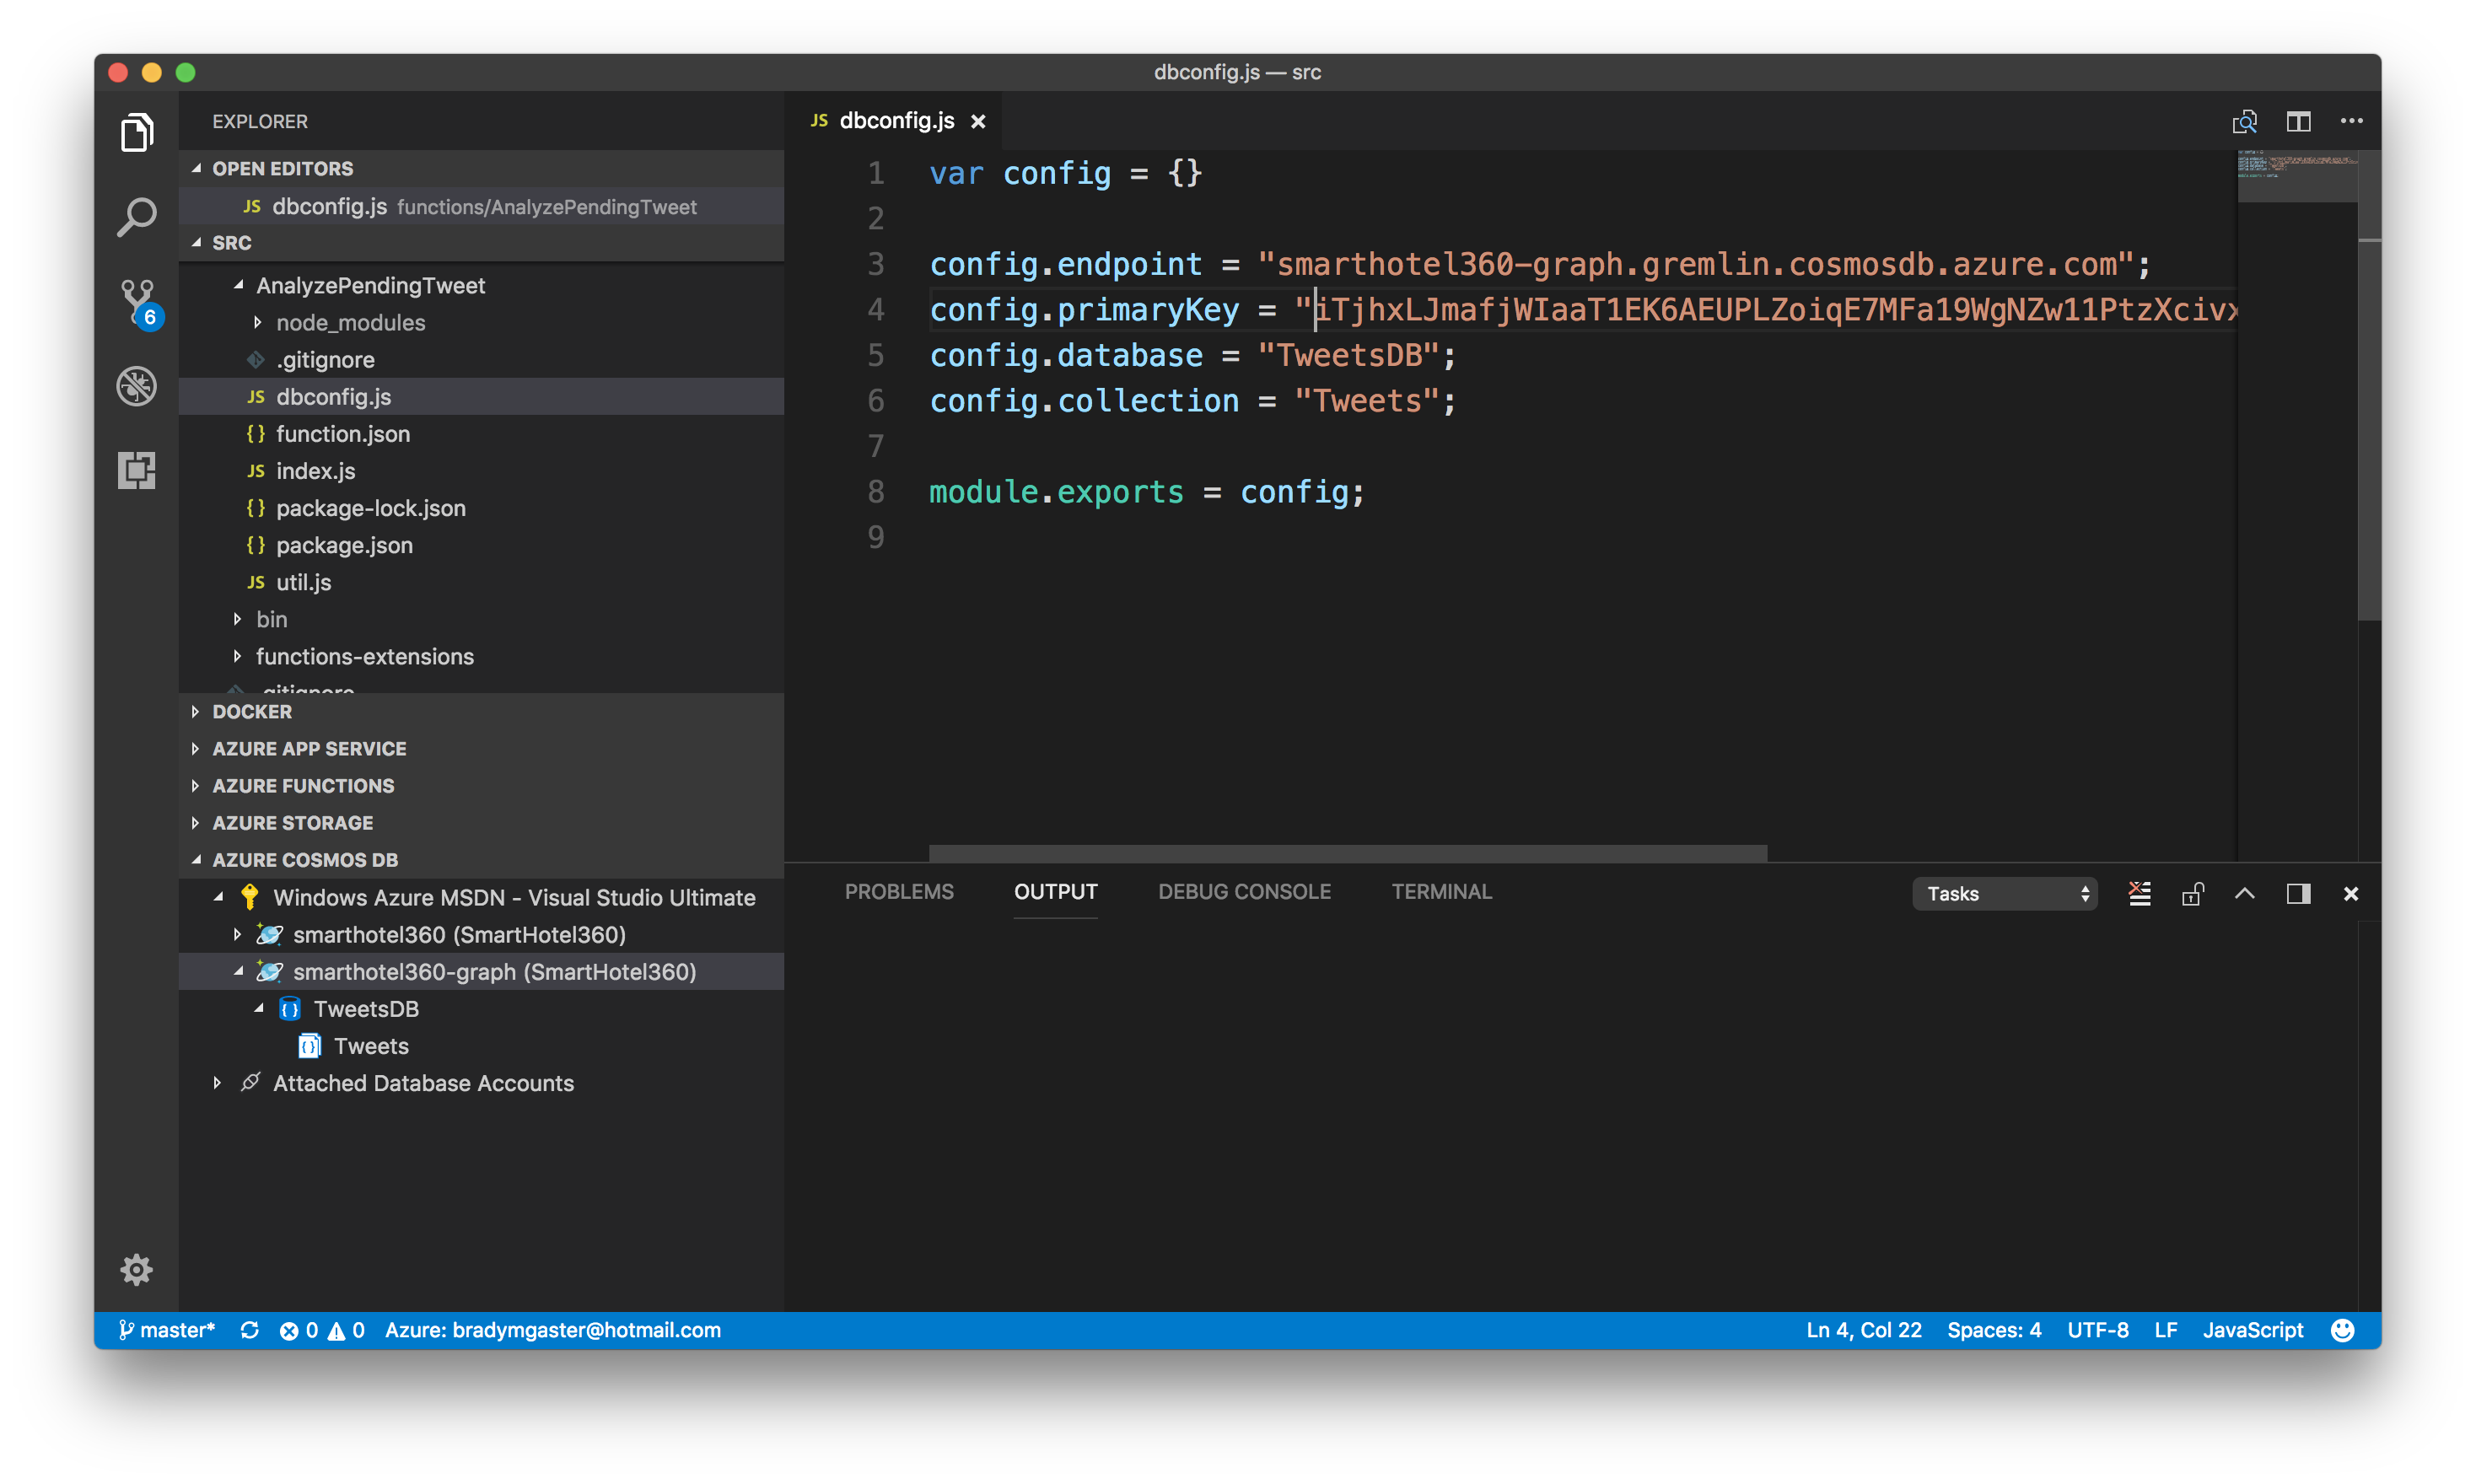 dbconfig.js — src
EXPLORER
OPEN EDITORS
JS dbconfig.js functions/AnalyzePendingTweet
SRC
AnalyzePendingTweet
node_modules
.gitignore
JS dbconfig.js
{} function.json
JS index.js
{} package-lock.json
{} package.json
JS util.js
bin
functions-extensions
.gitignore
DOCKER
AZURE APP SERVICE
AZURE FUNCTIONS
AZURE STORAGE
AZURE COSMOS DB
Windows Azure MSDN - Visual Studio Ultimate
smarthotel360 (SmartHotel360)
smarthotel360-graph (SmartHotel360)
TweetsDB
Tweets
Attached Database Accounts
JS dbconfig.js
1 var config = {}
2
3 config.endpoint = "smarthotel360-graph.gremlin.cosmosdb.azure.com";
4 config.primaryKey = "iTjhxLJmafjWIaaT1EK6AEUPLZoiqE7MFa19WgNZw11PtzXcivx
5 config.database = "TweetsDB";
6 config.collection = "Tweets";
7
8 module.exports = config;
9
PROBLEMS OUTPUT DEBUG CONSOLE TERMINAL Tasks
6
master* 0 0 Azure: bradymgaster@hotmail.com Ln 4, Col 22 Spaces: 4 UTF-8 LF JavaScript